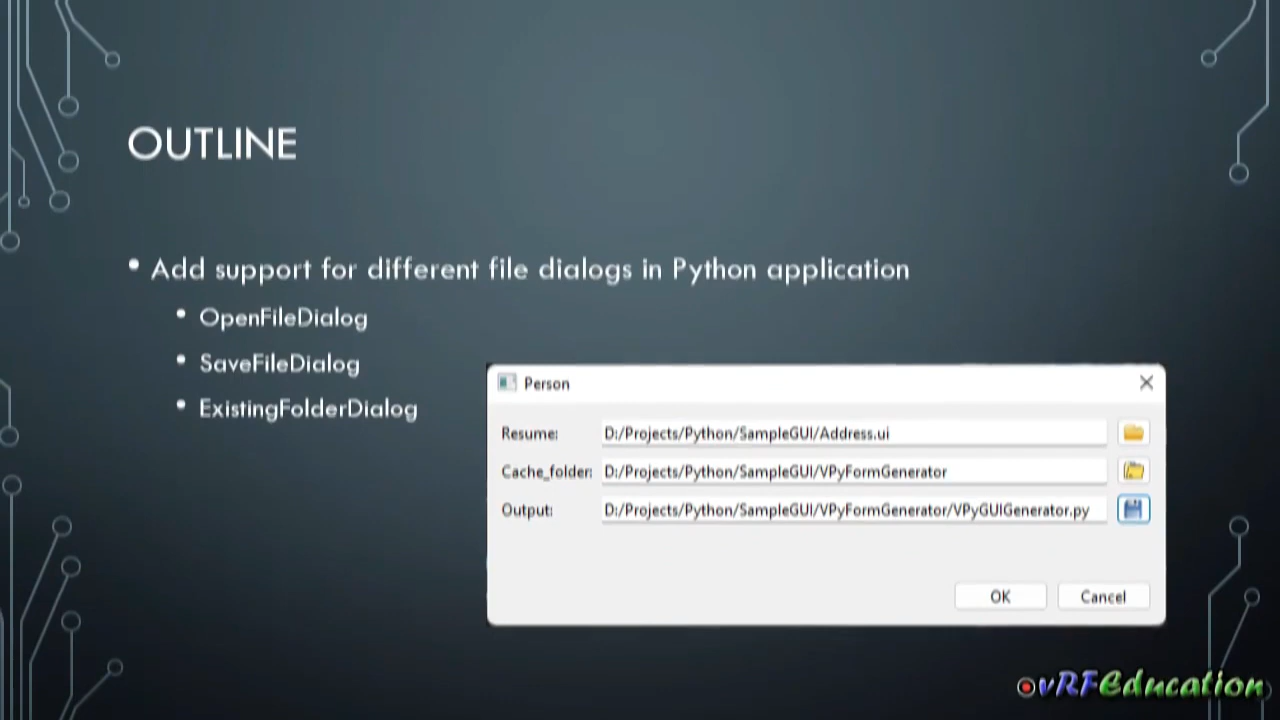 OUTLINE
• Add support for different file dialogs in Python application
• OpenFileDialog
• SaveFileDialog
• ExistingFolderDialog
Person
Resume: D:/Projects/Python/SampleGUI/Address.ui
Cache_folder: D:/Projects/Python/SampleGUI/VPyFormGenerator
Output: D:/Projects/Python/SampleGUI/VPyFormGenerator/VPyGUIGenerator.py
OK Cancel
vRFEducation